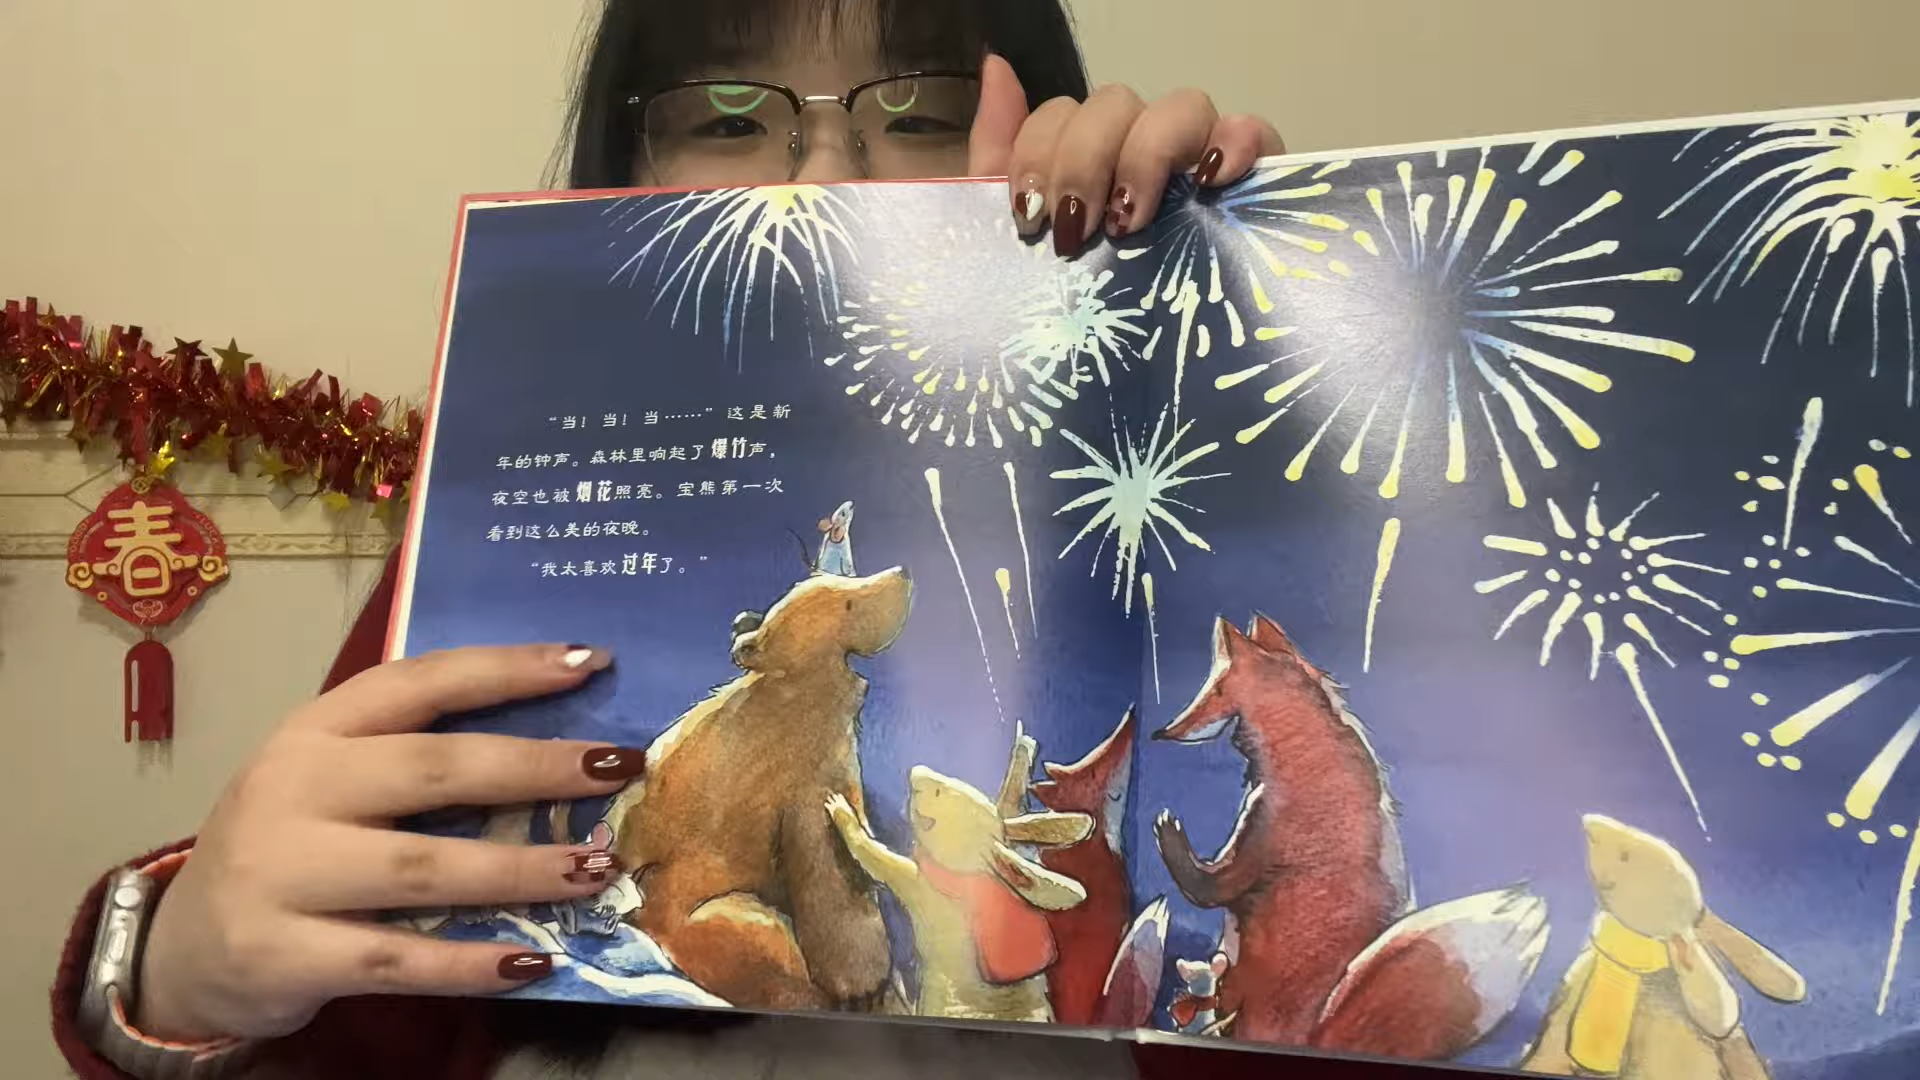 “当！当！当……”这是新
年的钟声。森林里响起了爆竹声，
夜空也被烟花照亮。宝熊第一次
看到这么美的夜晚。
“我太喜欢过年了。”
春